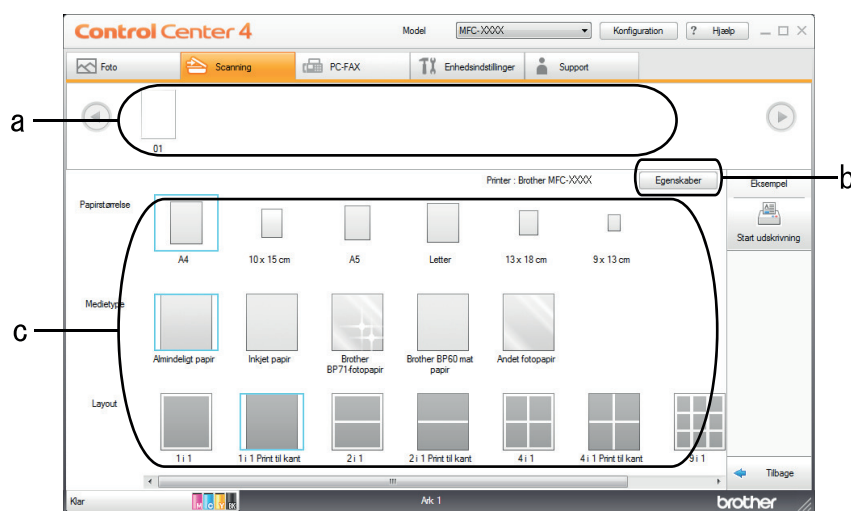 Control Center 4 Model MFC-XXXX Konfiguration ? Hjælp
Foto Scanning PC-FAX Enhedsindstillinger Support
a
01
Printer : Brother MFC-XXXX Egenskaber b
Eksempel
Papirstørrelse
Start udskrivning
A4 10 x 15 cm A5 Letter 13 x 18 cm 9 x 13 cm
Medietype
c
Almindeligt papir Inkjet papir Brother BP71-fotopapir Brother BP60 mat papir Andet fotopapir
Layout
1 i 1 1 i 1 Print til kant 2 i 1 2 i 1 Print til kant 4 i 1 4 i 1 Print til kant 9 i 1
Tilbage
Klar M C Y BK Ark 1 brother